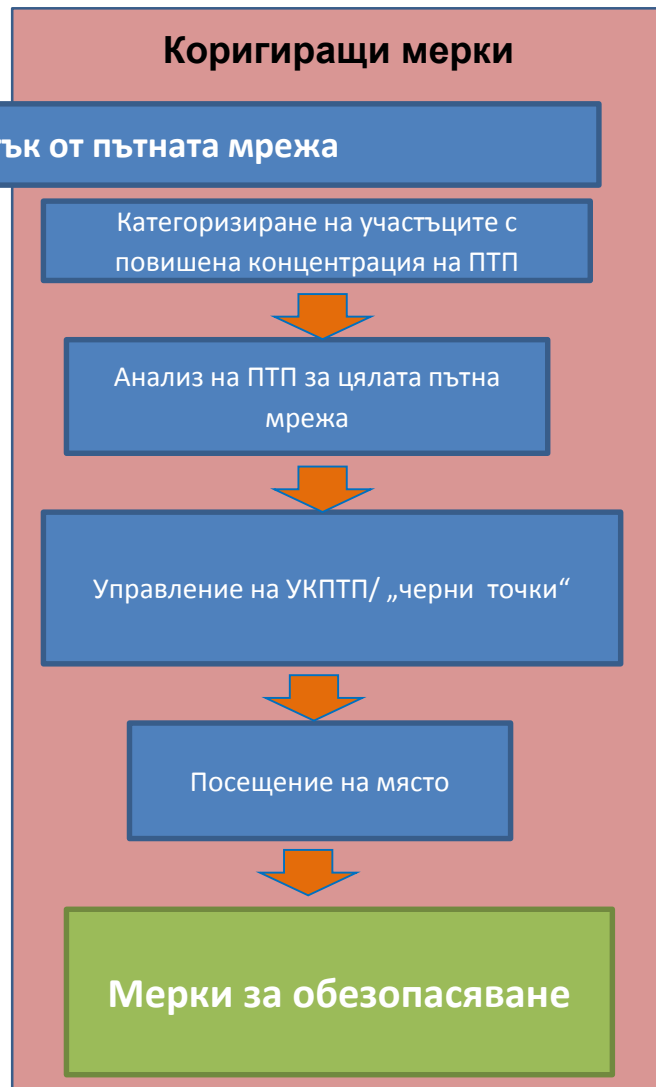 Коригиращи мерки
ък от пътната мрежа
Категоризиране на участъците с
повишена концентрация на ПТП
Анализ на ПТП за цялата пътна
мрежа
Управление на УКПТП/ „черни точки“
Посещение на място
Мерки за обезопасяване